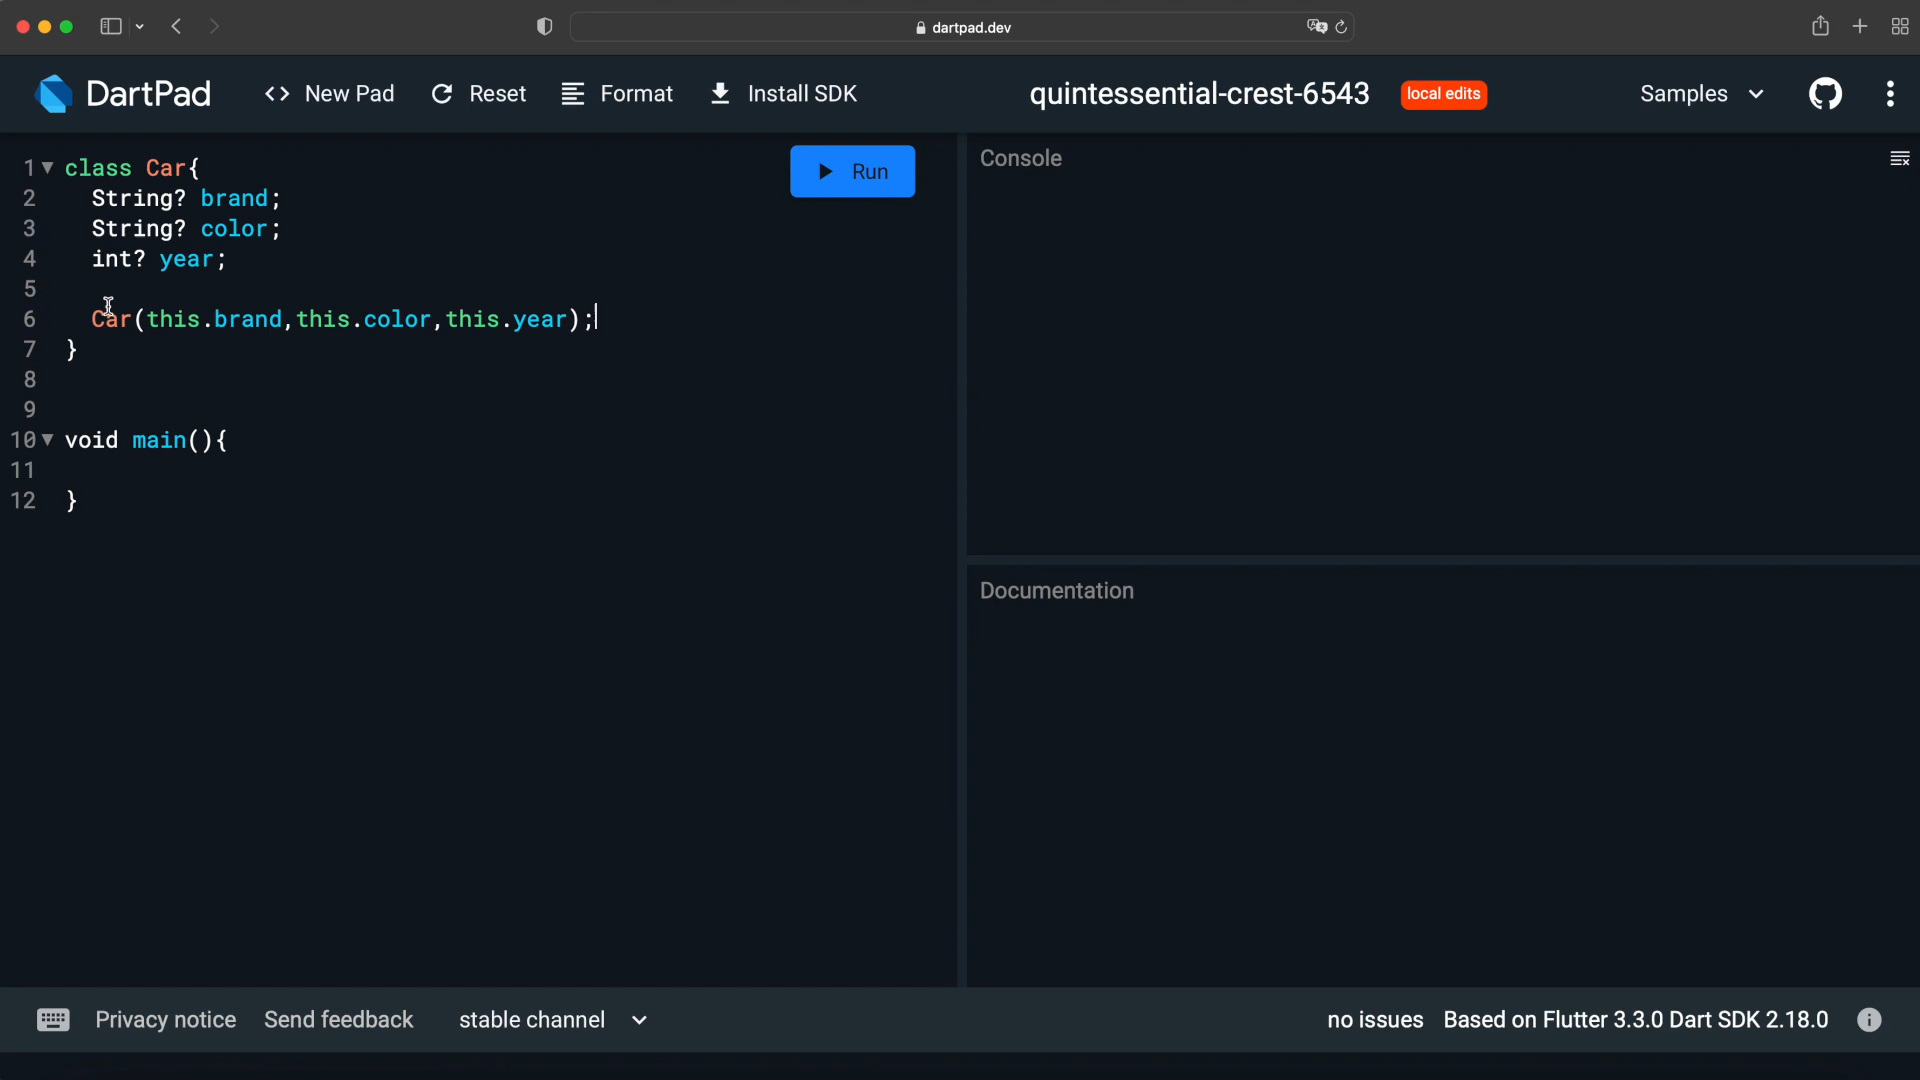 dartpad.dev
DartPad
<> New Pad
Reset
Format
Install SDK
quintessential-crest-6543
local edits
Samples
1 class Car{
2 String? brand;
3 String? color;
4 int? year;
5
6 Car(this.brand,this.color,this.year);
7 }
8
9
10 void main(){
11
12 }
Run
Console
Documentation
Privacy notice
Send feedback
stable channel
no issues
Based on Flutter 3.3.0 Dart SDK 2.18.0